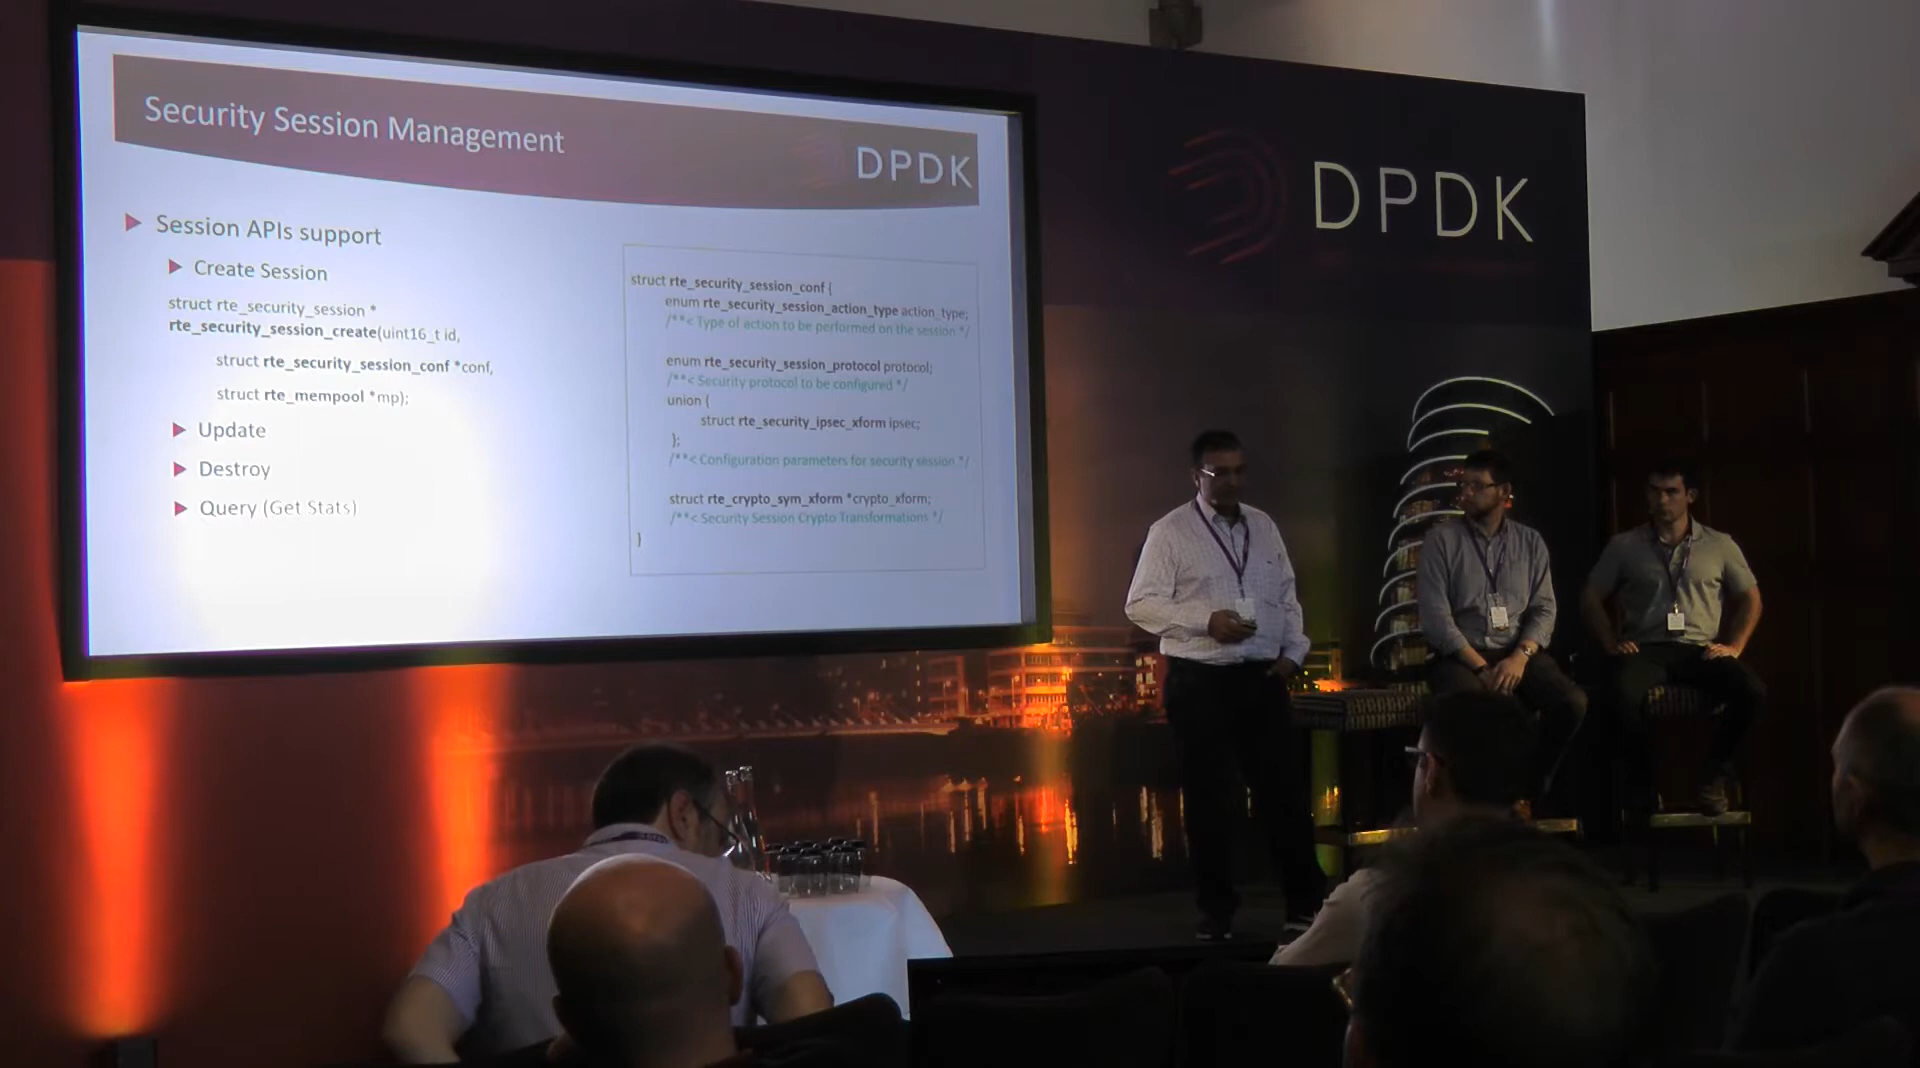 Security Session Management
DPDK
Session APIs support
Create Session
struct rte_security_session *
rte_security_session_create(uint16_t id,
struct rte_security_session_conf *conf,
struct rte_mempool *mp);
Update
Destroy
Query (Get Stats)
struct rte_security_session_conf {
enum rte_security_session_action_type action_type;
/**< Type of action to be performed on the session */
enum rte_security_session_protocol protocol;
/**< Security protocol to be configured */
union {
struct rte_security_ipsec_xform ipsec;
};
/**< Configuration parameters for security session */
struct rte_crypto_sym_xform *crypto_xform;
/**< Security Session Crypto Transformations */
}
DPDK